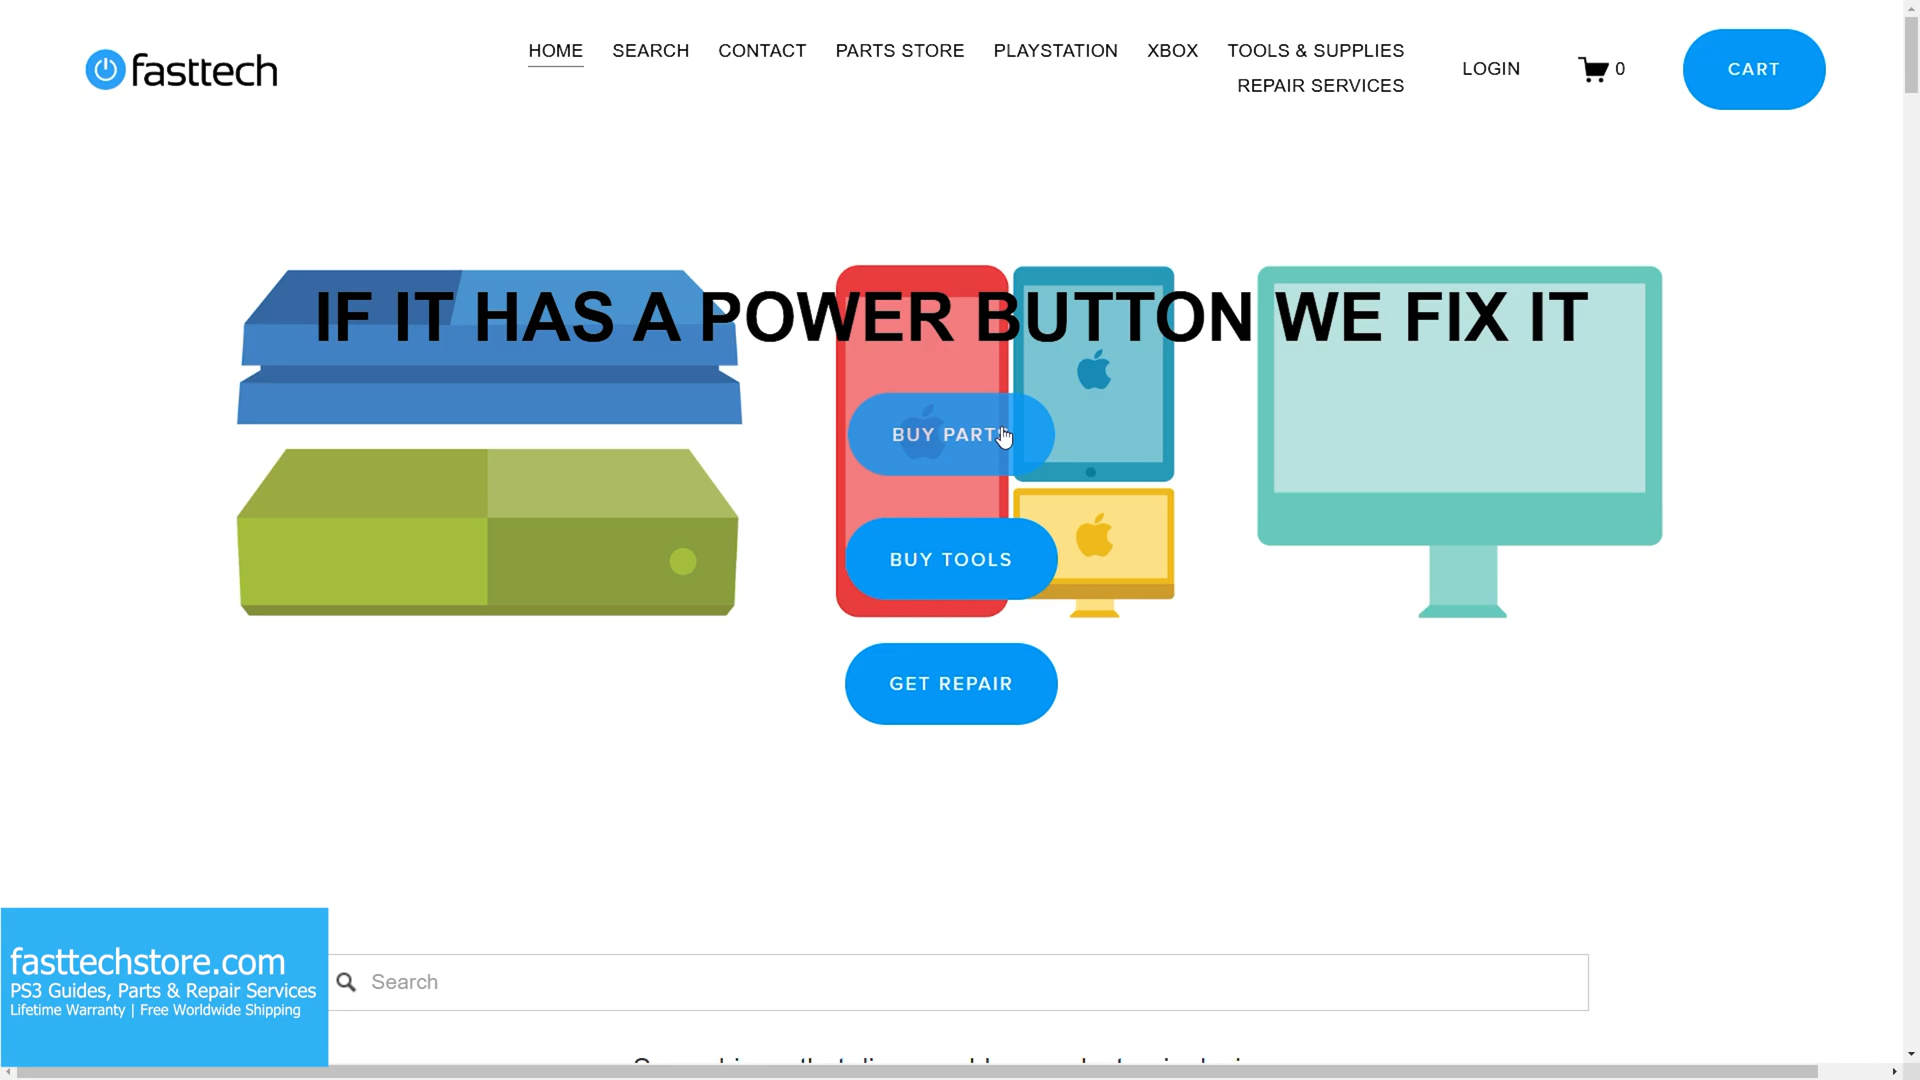 fasttech
HOME SEARCH CONTACT PARTS STORE PLAYSTATION XBOX TOOLS & SUPPLIES
REPAIR SERVICES
LOGIN
0
CART
IF IT HAS A POWER BUTTON WE FIX IT
BUY PARTS
BUY TOOLS
GET REPAIR
Search
fasttechstore.com
PS3 Guides, Parts & Repair Services
Lifetime Warranty | Free Worldwide Shipping